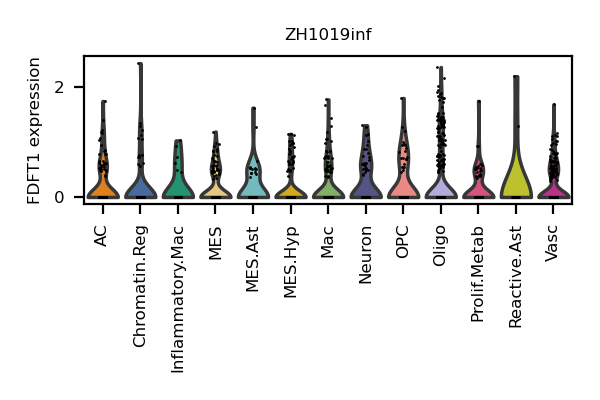 ZH1019inf
FDFT1 expression
2
0
AC
Chromatin.Reg
Inflammatory.Mac
MES
MES.Ast
MES.Hyp
Mac
Neuron
OPC
Oligo
Prolif.Metab
Reactive.Ast
Vasc